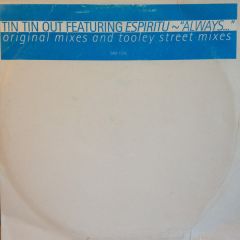 TIN TIN OUT FEATURING ESPIRITU ~ "ALWAYS..."
original mixes and tooley street mixes